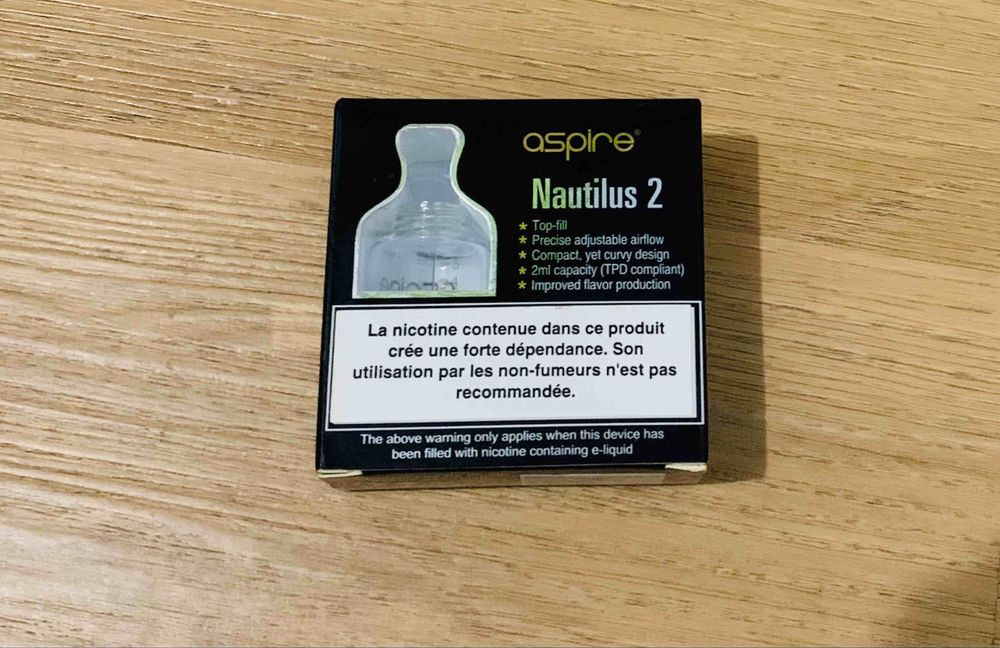 aspire®
Nautilus 2
* Top-fill
* Precise adjustable airflow
* Compact, yet curvy design
* 2ml capacity (TPD compliant)
* Improved flavor production
aspire
La nicotine contenue dans ce produit
crée une forte dépendance. Son
utilisation par les non-fumeurs n'est pas
recommandée.
The above warning only applies when this device has
been filled with nicotine containing e-liquid